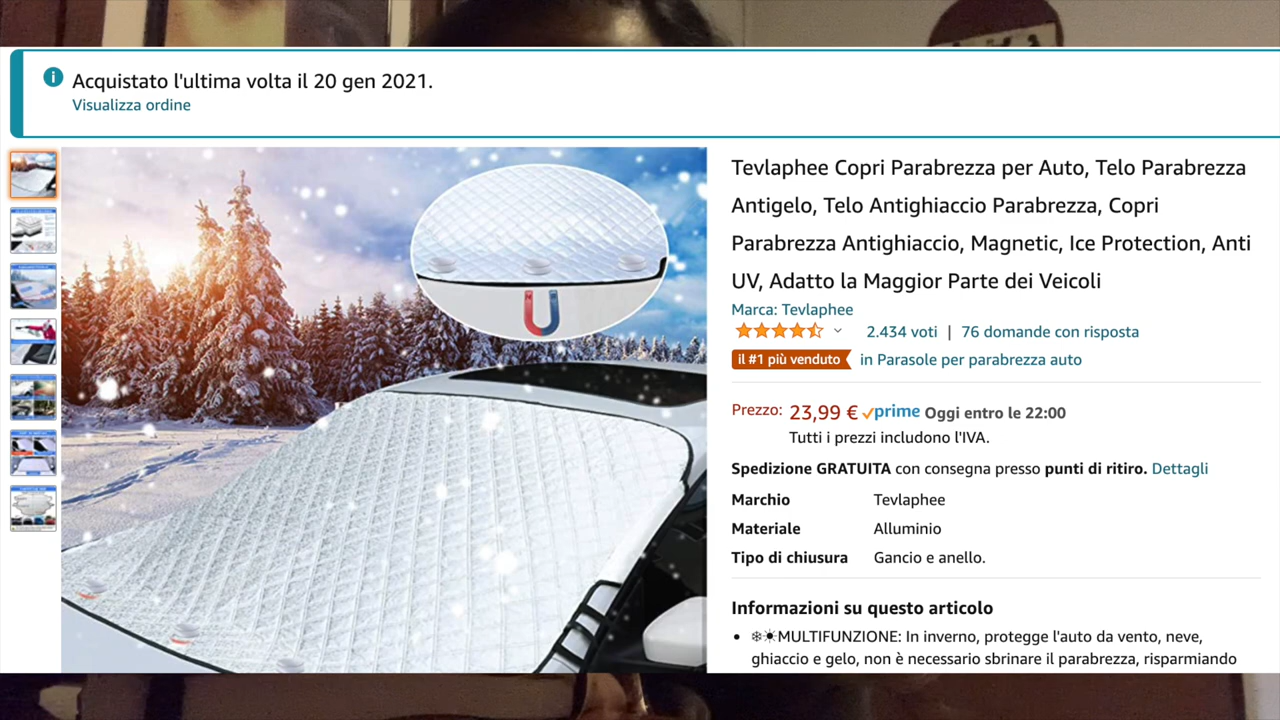 Acquistato l'ultima volta il 20 gen 2021.
Visualizza ordine
Tevlaphee Copri Parabrezza per Auto, Telo Parabrezza
Antigelo, Telo Antighiaccio Parabrezza, Copri
Parabrezza Antighiaccio, Magnetic, Ice Protection, Anti
UV, Adatto la Maggior Parte dei Veicoli
Marca: Tevlaphee
2.434 voti | 76 domande con risposta
il #1 più venduto in Parasole per parabrezza auto
Prezzo: 23,99 € prime Oggi entro le 22:00
Tutti i prezzi includono l'IVA.
Spedizione GRATUITA con consegna presso punti di ritiro. Dettagli
Marchio Tevlaphee
Materiale Alluminio
Tipo di chiusura Gancio e anello.
Informazioni su questo articolo
• ❄☀MULTIFUNZIONE: In inverno, protegge l'auto da vento, neve,
ghiaccio e gelo, non è necessario sbrinare il parabrezza, risparmiando